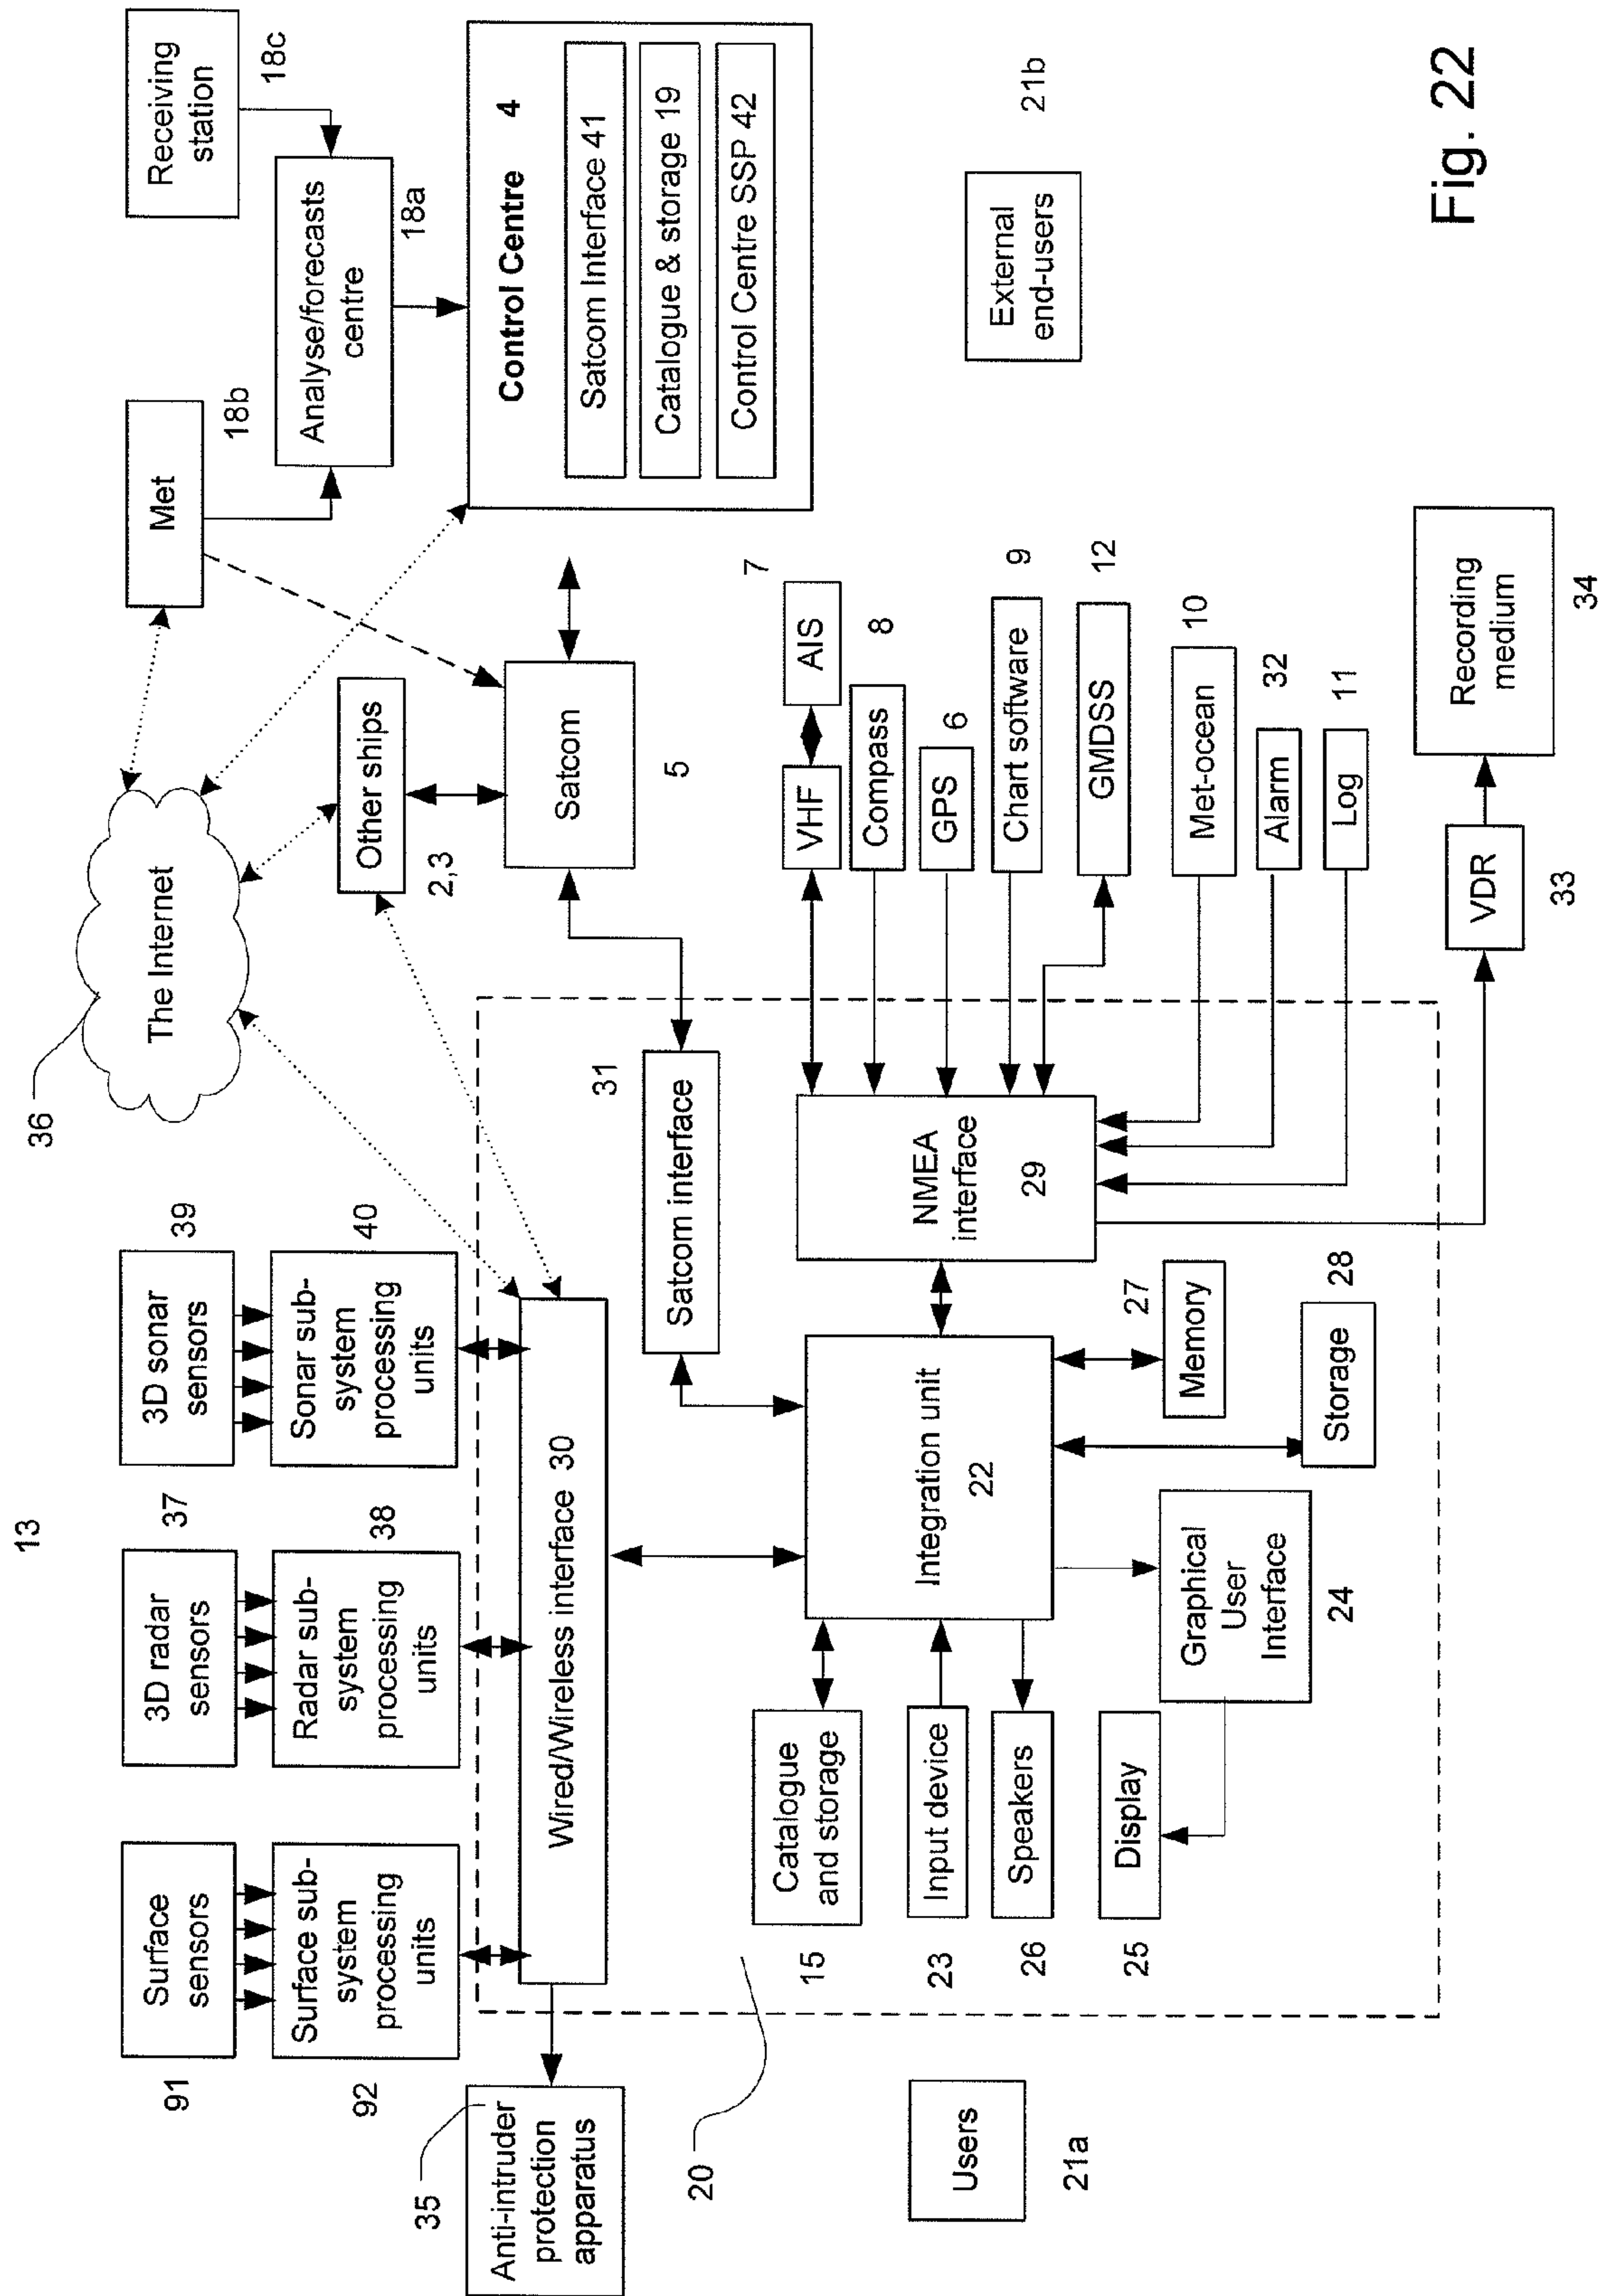 13
36
91
Surface
sensors
37
3D radar
sensors
39
3D sonar
sensors
The Internet
Met
18b
Receiving
station
18c
92
Surface sub-
system
processing
units
38
Radar sub-
system
processing
units
40
Sonar sub-
system
processing
units
Other ships
2,3
Analyse/forecasts
centre
18a
35
Anti-intruder
protection
apparatus
Wired/Wireless interface 30
Satcom interface
31
Satcom
5
Control Centre 4
Satcom Interface 41
Catalogue & storage 19
Control Centre SSP 42
20
Catalogue
and storage
15
Input device
23
Speakers
26
Display
25
Integration unit
22
Graphical
User
Interface
24
Memory
27
Storage
28
NMEA
interface
29
VHF
AIS
7
Compass
8
GPS
6
Chart software
9
GMDSS
12
Met-ocean
10
Alarm
32
Log
11
VDR
33
Recording
medium
34
Users
21a
External
end-users
21b
Fig. 22